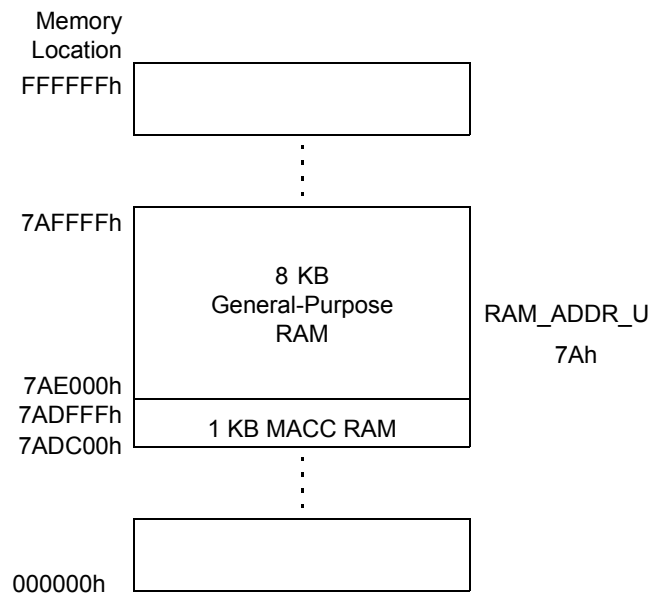 Memory
Location
FFFFFFh
7AFFFFh
8 KB
General-Purpose
RAM
RAM_ADDR_U
7Ah
7AE000h
7ADFFFh
1 KB MACC RAM
7ADC00h
000000h